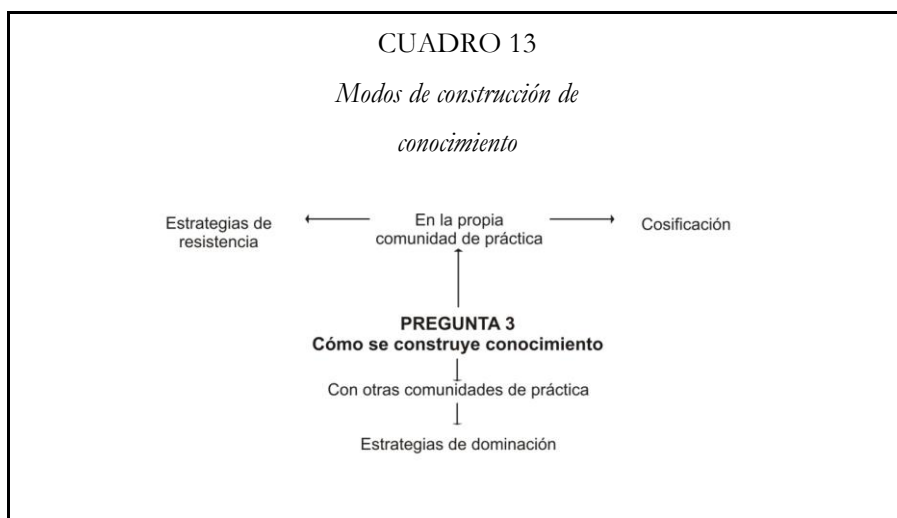 CUADRO 13
Modos de construcción de
conocimiento
Estrategias de
resistencia
En la propia
comunidad de práctica
Cosificación
PREGUNTA 3
Cómo se construye conocimiento
Con otras comunidades de práctica
Estrategias de dominación